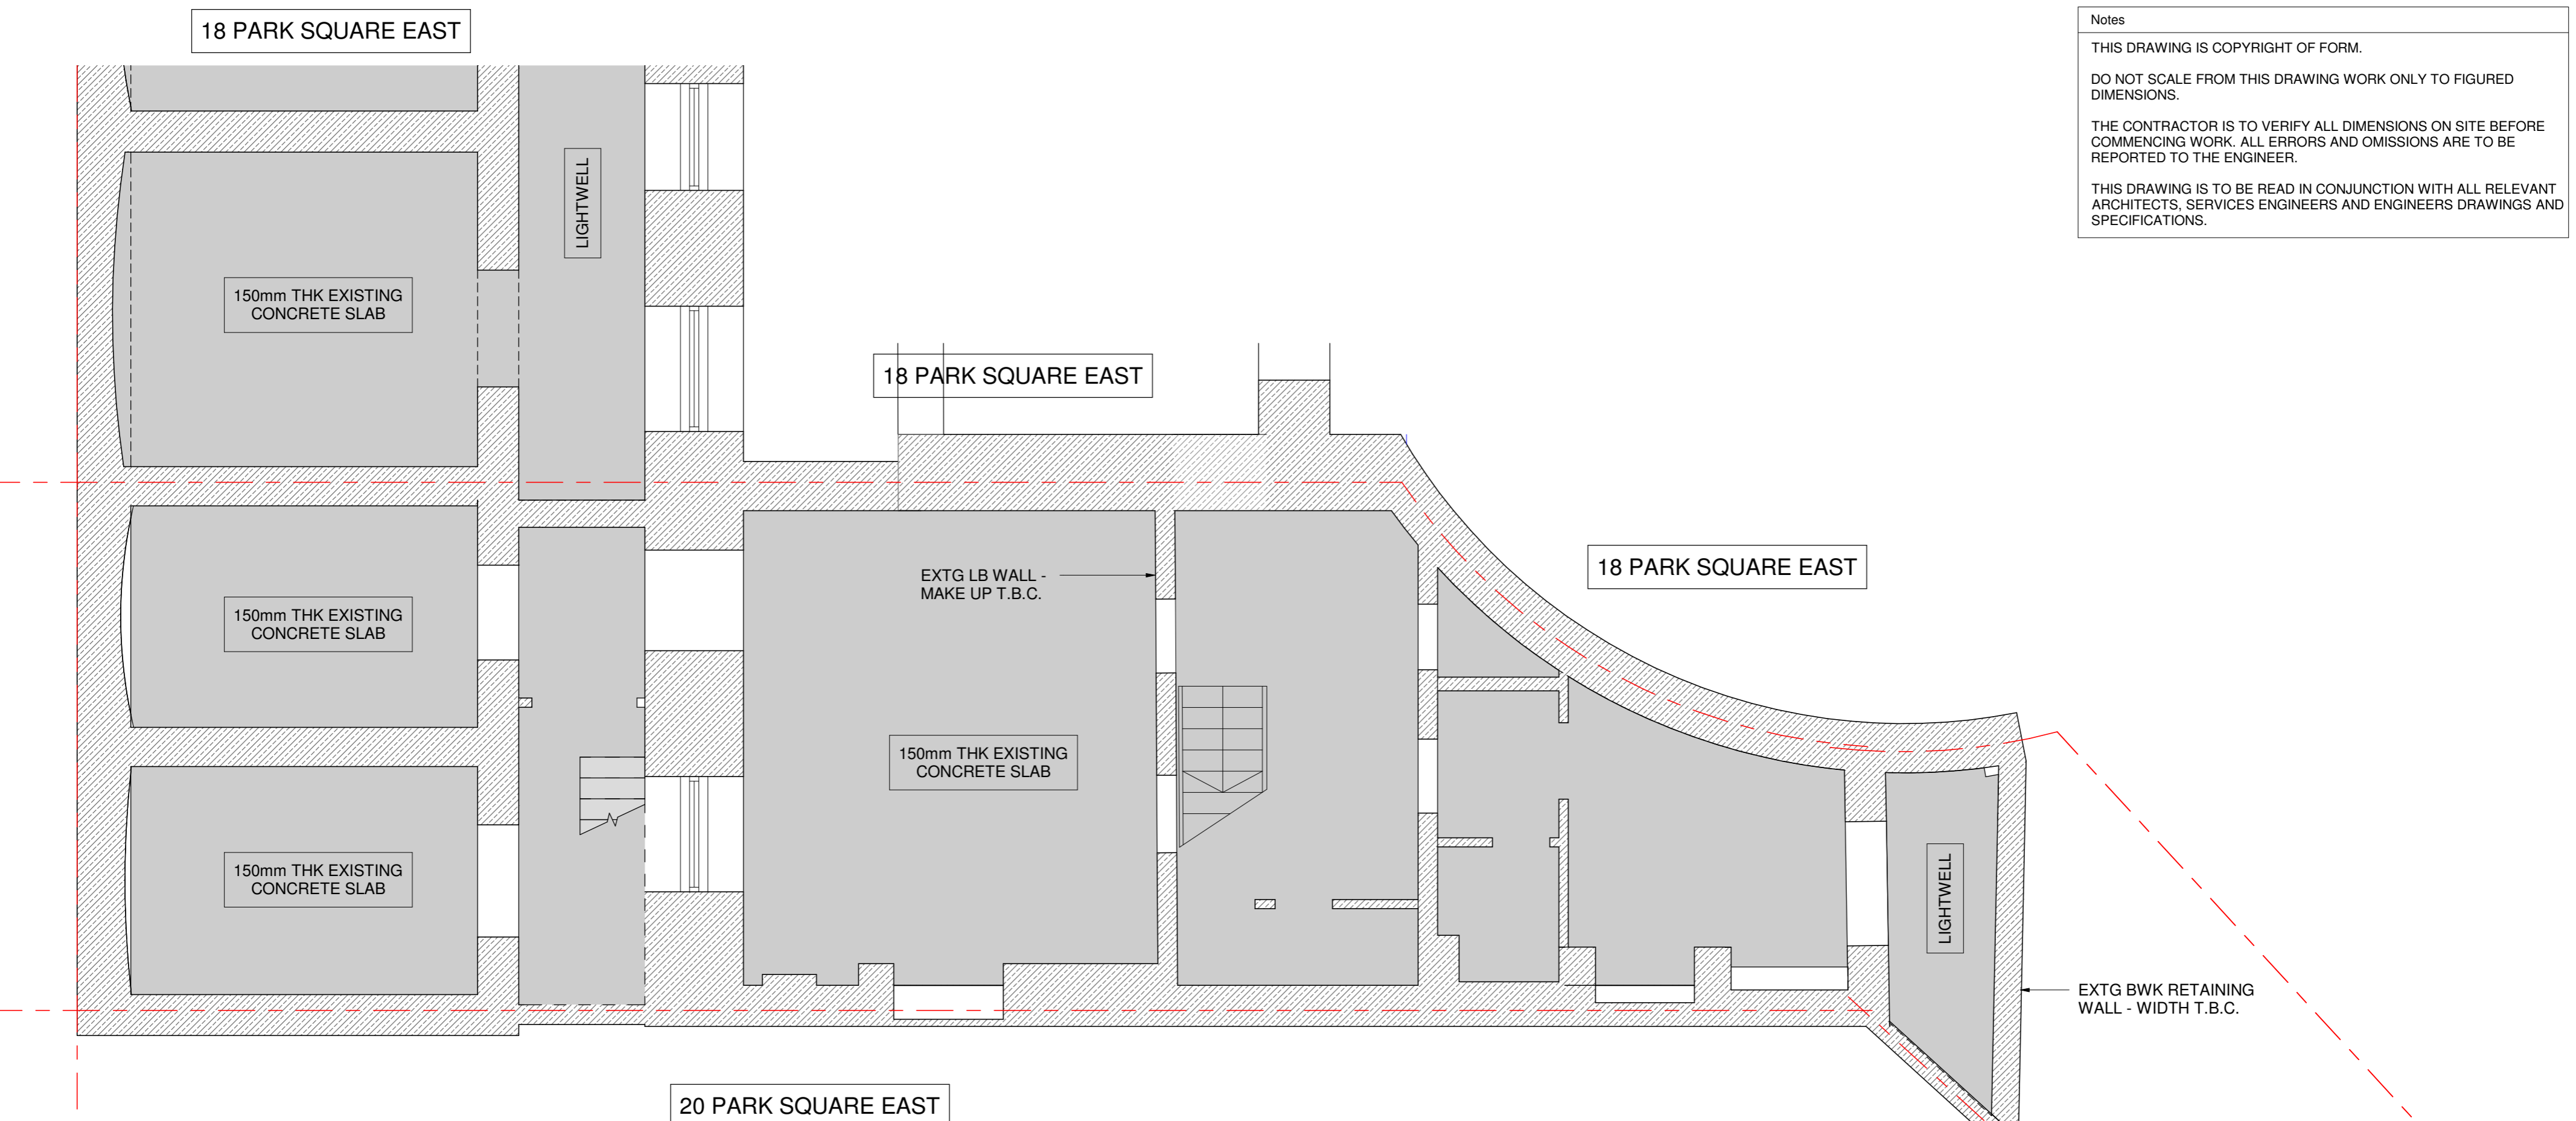 18 PARK SQUARE EAST
Notes
THIS DRAWING IS COPYRIGHT OF FORM.
DO NOT SCALE FROM THIS DRAWING WORK ONLY TO FIGURED
DIMENSIONS.
THE CONTRACTOR IS TO VERIFY ALL DIMENSIONS ON SITE BEFORE
COMMENCING WORK. ALL ERRORS AND OMISSIONS ARE TO BE
REPORTED TO THE ENGINEER.
THIS DRAWING IS TO BE READ IN CONJUNCTION WITH ALL RELEVANT
ARCHITECTS, SERVICES ENGINEERS AND ENGINEERS DRAWINGS AND
SPECIFICATIONS.
LIGHTWELL
150mm THK EXISTING
CONCRETE SLAB
18 PARK SQUARE EAST
18 PARK SQUARE EAST
EXTG LB WALL -
MAKE UP T.B.C.
150mm THK EXISTING
CONCRETE SLAB
150mm THK EXISTING
CONCRETE SLAB
150mm THK EXISTING
CONCRETE SLAB
LIGHTWELL
EXTG BWK RETAINING
WALL - WIDTH T.B.C.
20 PARK SQUARE EAST